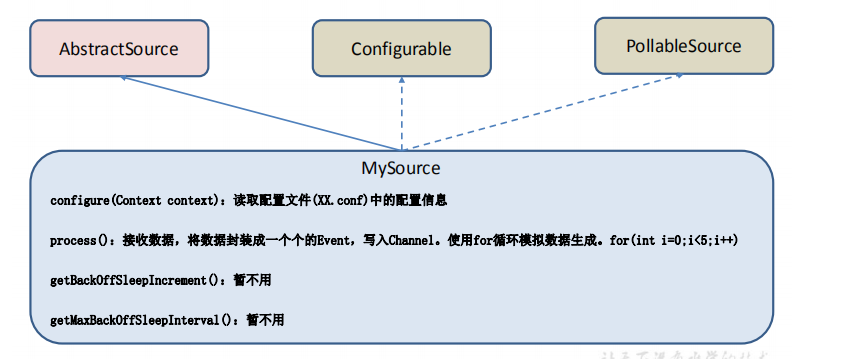 AbstractSource
Configurable
PollableSource
MySource
configure(Context context)：读取配置文件(XX.conf)中的配置信息
process()：接收数据，将数据封装成一个个的Event，写入Channel。使用for循环模拟数据生成。for(int i=0;i<5;i++)
getBackOffSleepIncrement()：暂不用
getMaxBackOffSleepInterval()：暂不用